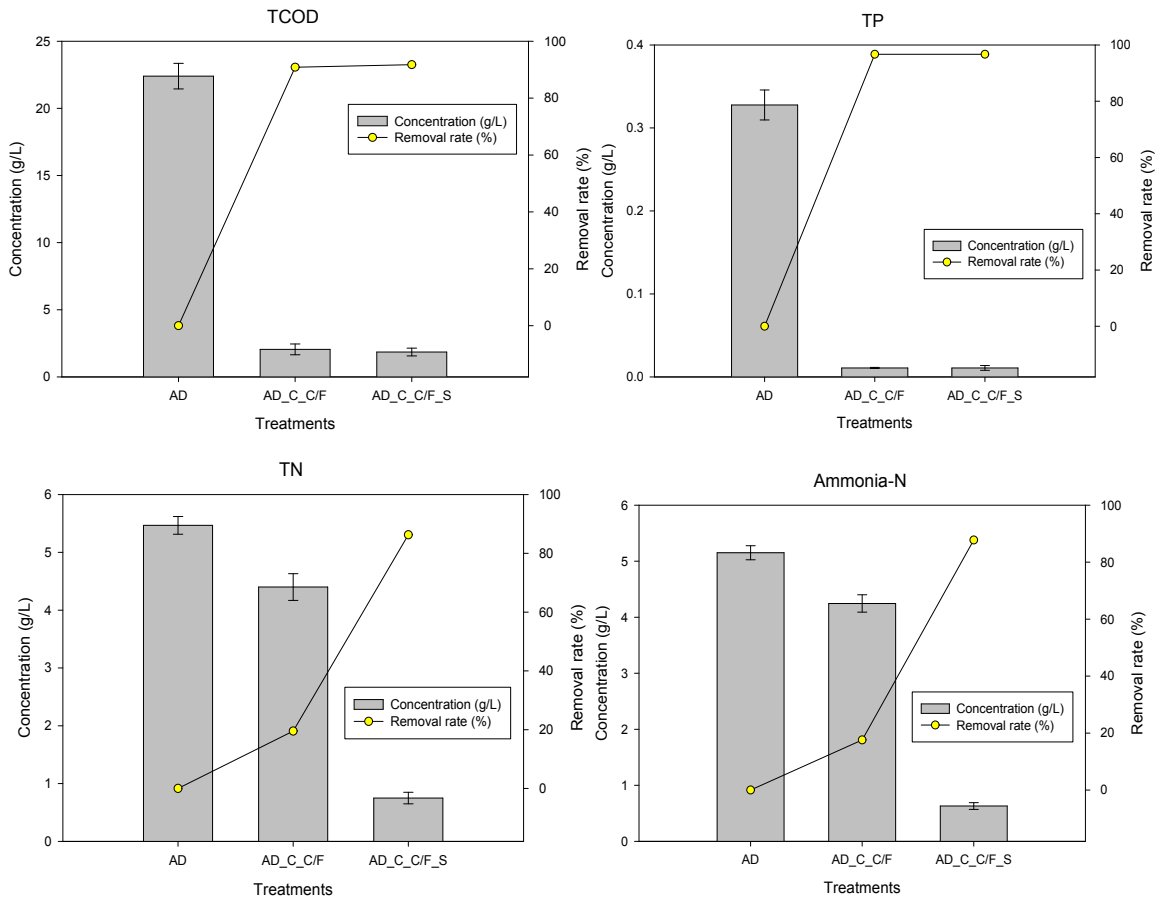 TCOD
25
20
15
10
5
0
Concentration (g/L)
100
80
60
40
20
0
Removal rate (%)
Concentration (g/L)
Removal rate (%)
AD
AD_C_C/F
AD_C_C/F_S
Treatments
TP
0.4
0.3
0.2
0.1
0.0
Concentration (g/L)
100
80
60
40
20
0
Removal rate (%)
Concentration (g/L)
Removal rate (%)
AD
AD_C_C/F
AD_C_C/F_S
Treatments
TN
6
5
4
3
2
1
0
Concentration (g/L)
100
80
60
40
20
0
Removal rate (%)
Concentration (g/L)
Removal rate (%)
AD
AD_C_C/F
AD_C_C/F_S
Treatments
Ammonia-N
6
5
4
3
2
1
0
Concentration (g/L)
100
80
60
40
20
0
Removal rate (%)
Concentration (g/L)
Removal rate (%)
AD
AD_C_C/F
AD_C_C/F_S
Treatments